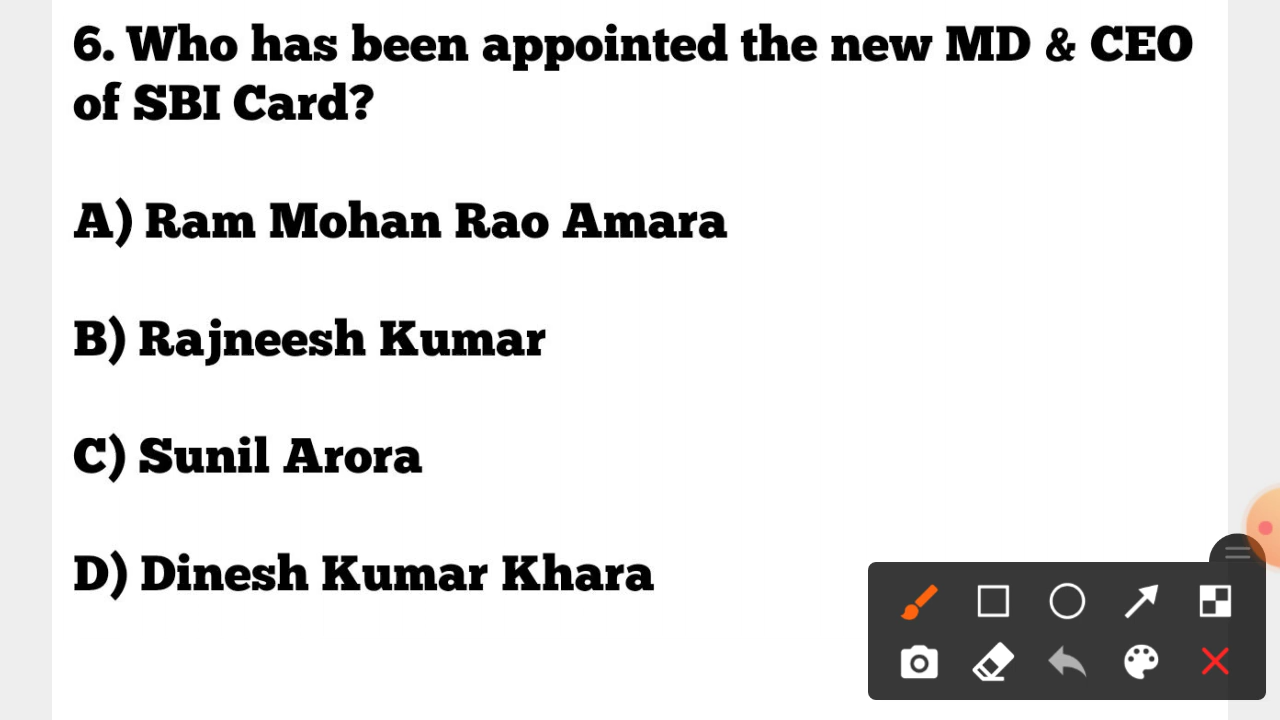 6. Who has been appointed the new MD & CEO
of SBI Card?
A) Ram Mohan Rao Amara
B) Rajneesh Kumar
C) Sunil Arora
D) Dinesh Kumar Khara